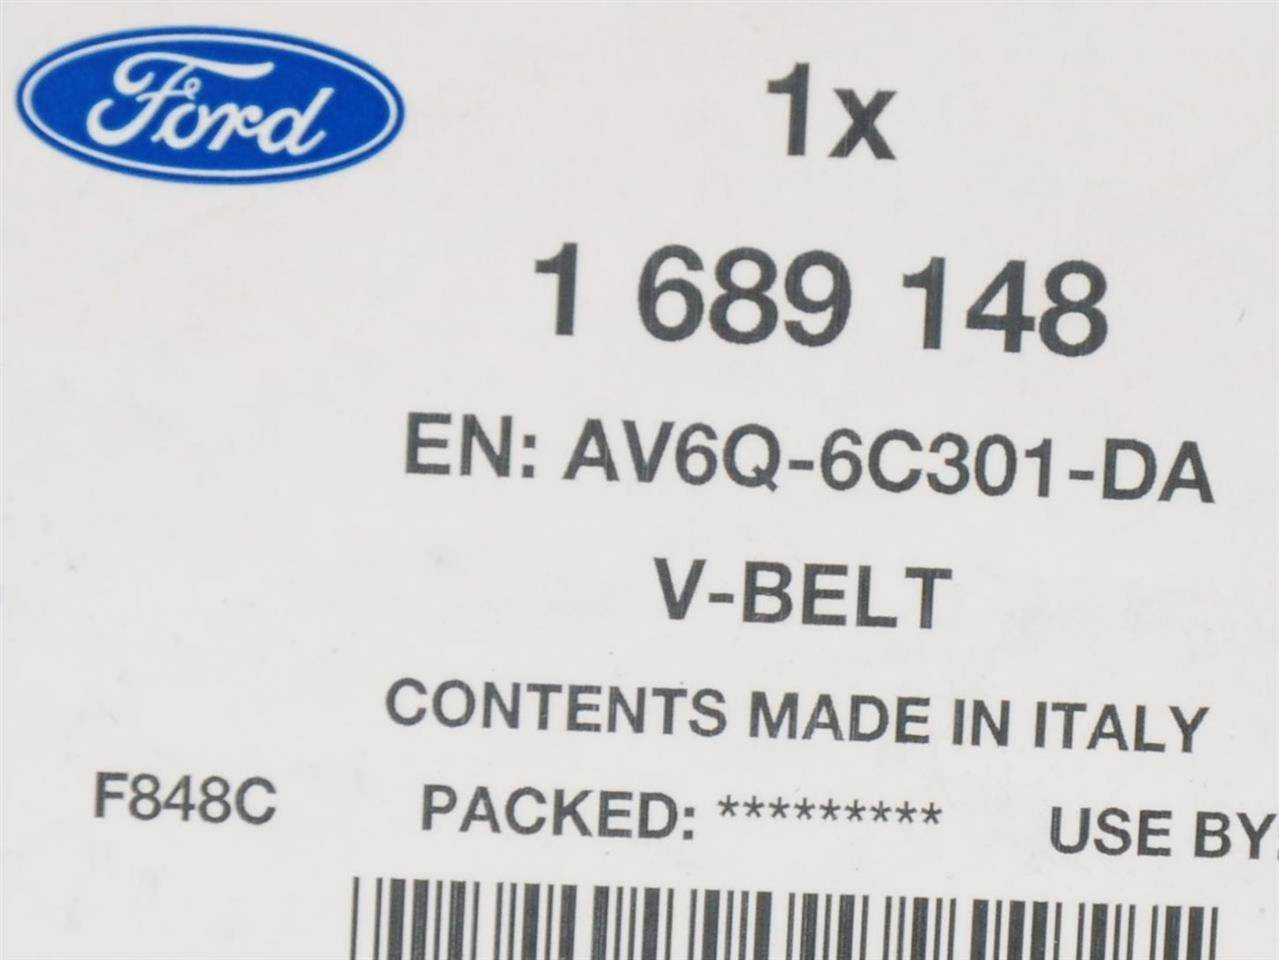 Ford
1x
1 689 148
EN: AV6Q-6C301-DA
V-BELT
CONTENTS MADE IN ITALY
F848C PACKED: ********* USE BY: